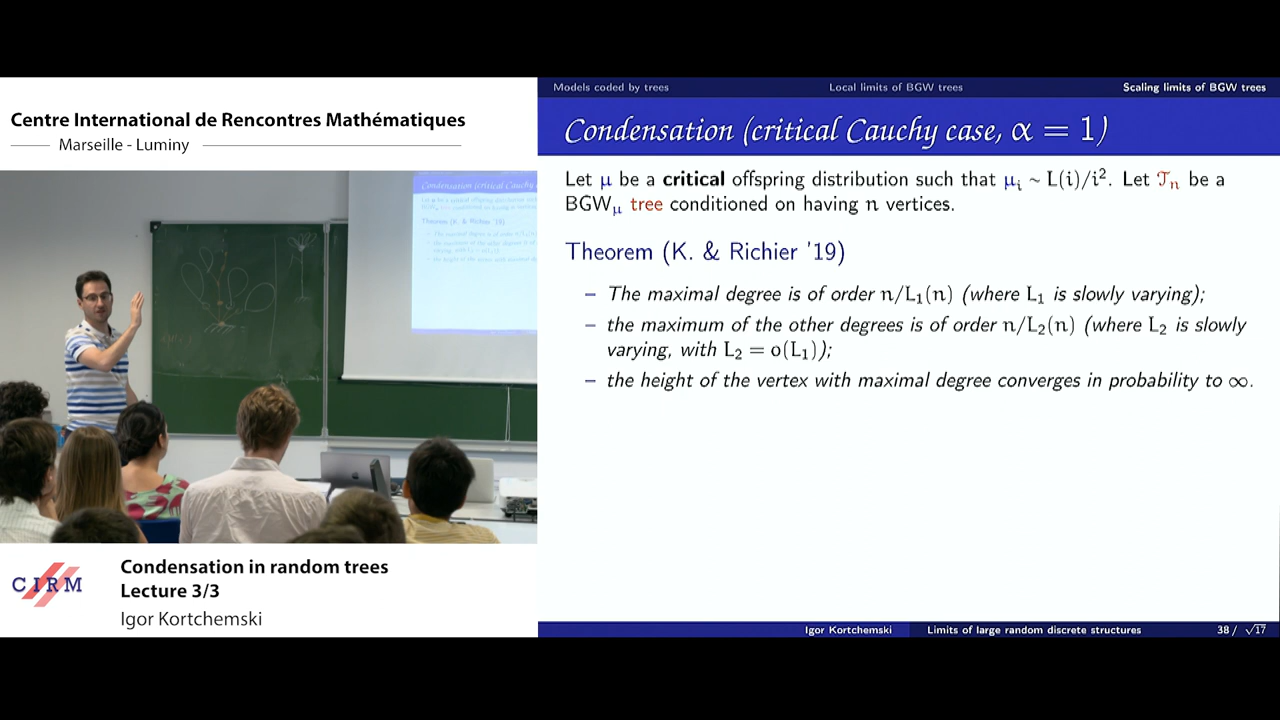 Centre International de Rencontres Mathématiques
Marseille - Luminy
Condensation in random trees
Lecture 3/3
Igor Kortchemski
CIRM
Models coded by trees
Local limits of BGW trees
Scaling limits of BGW trees
Condensation (critical Cauchy case, α = 1)
Let μ be a critical offspring distribution such that μᵢ ~ L(i)/i². Let 𝒯ₙ be a
BGW_μ tree conditioned on having n vertices.
Theorem (K. & Richier '19)
– The maximal degree is of order n/L₁(n) (where L₁ is slowly varying);
– the maximum of the other degrees is of order n/L₂(n) (where L₂ is slowly
varying, with L₂ = o(L₁));
– the height of the vertex with maximal degree converges in probability to ∞.
Igor Kortchemski
Limits of large random discrete structures
38 / √17